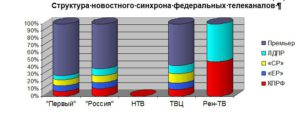 Структура·новостного·синхрона·федеральных·телеканалов·¶
100%
90%
80%
70%
60%
50%
40%
30%
20%
10%
0%
"Первый"
"Россия"
НТВ
ТВЦ
Рен-ТВ
Премьер
ЛДПР
«СР»
«ЕР»
КПРФ